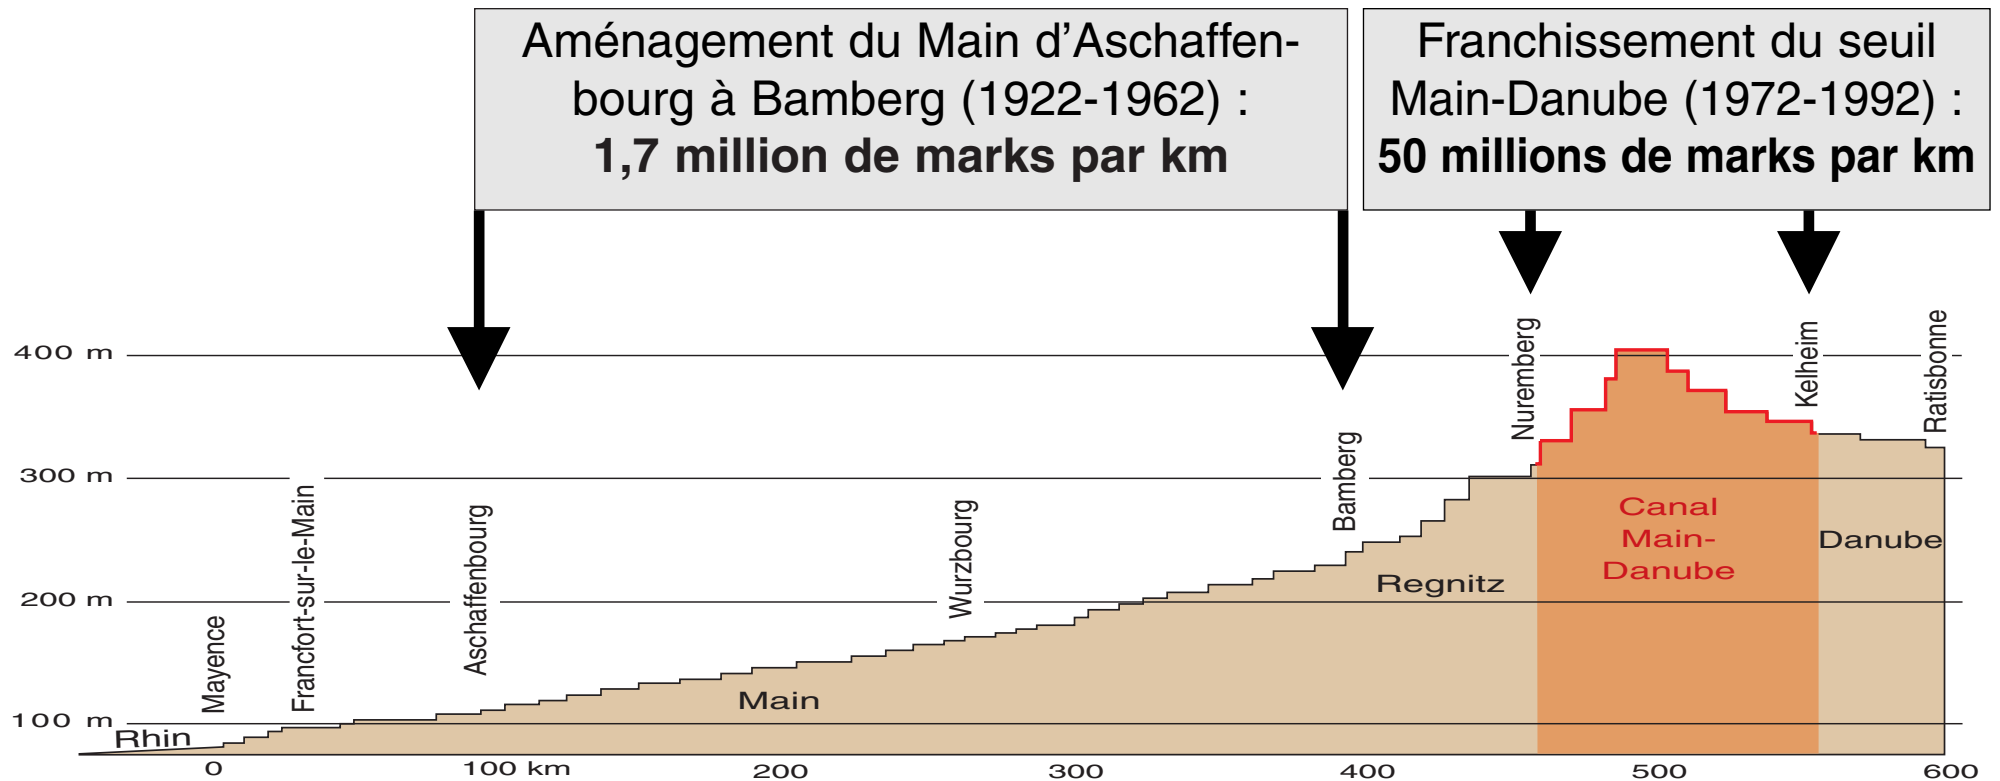 Aménagement du Main d’Aschaffen-
bourg à Bamberg (1922-1962) :
1,7 million de marks par km
Franchissement du seuil
Main-Danube (1972-1992) :
50 millions de marks par km
400 m
300 m
200 m
100 m
Mayence
Francfort-sur-le-Main
Aschaffenbourg
Wurzbourg
Bamberg
Nuremberg
Kelheim
Ratisbonne
Rhin
Main
Regnitz
Canal
Main-
Danube
Danube
0
100 km
200
300
400
500
600